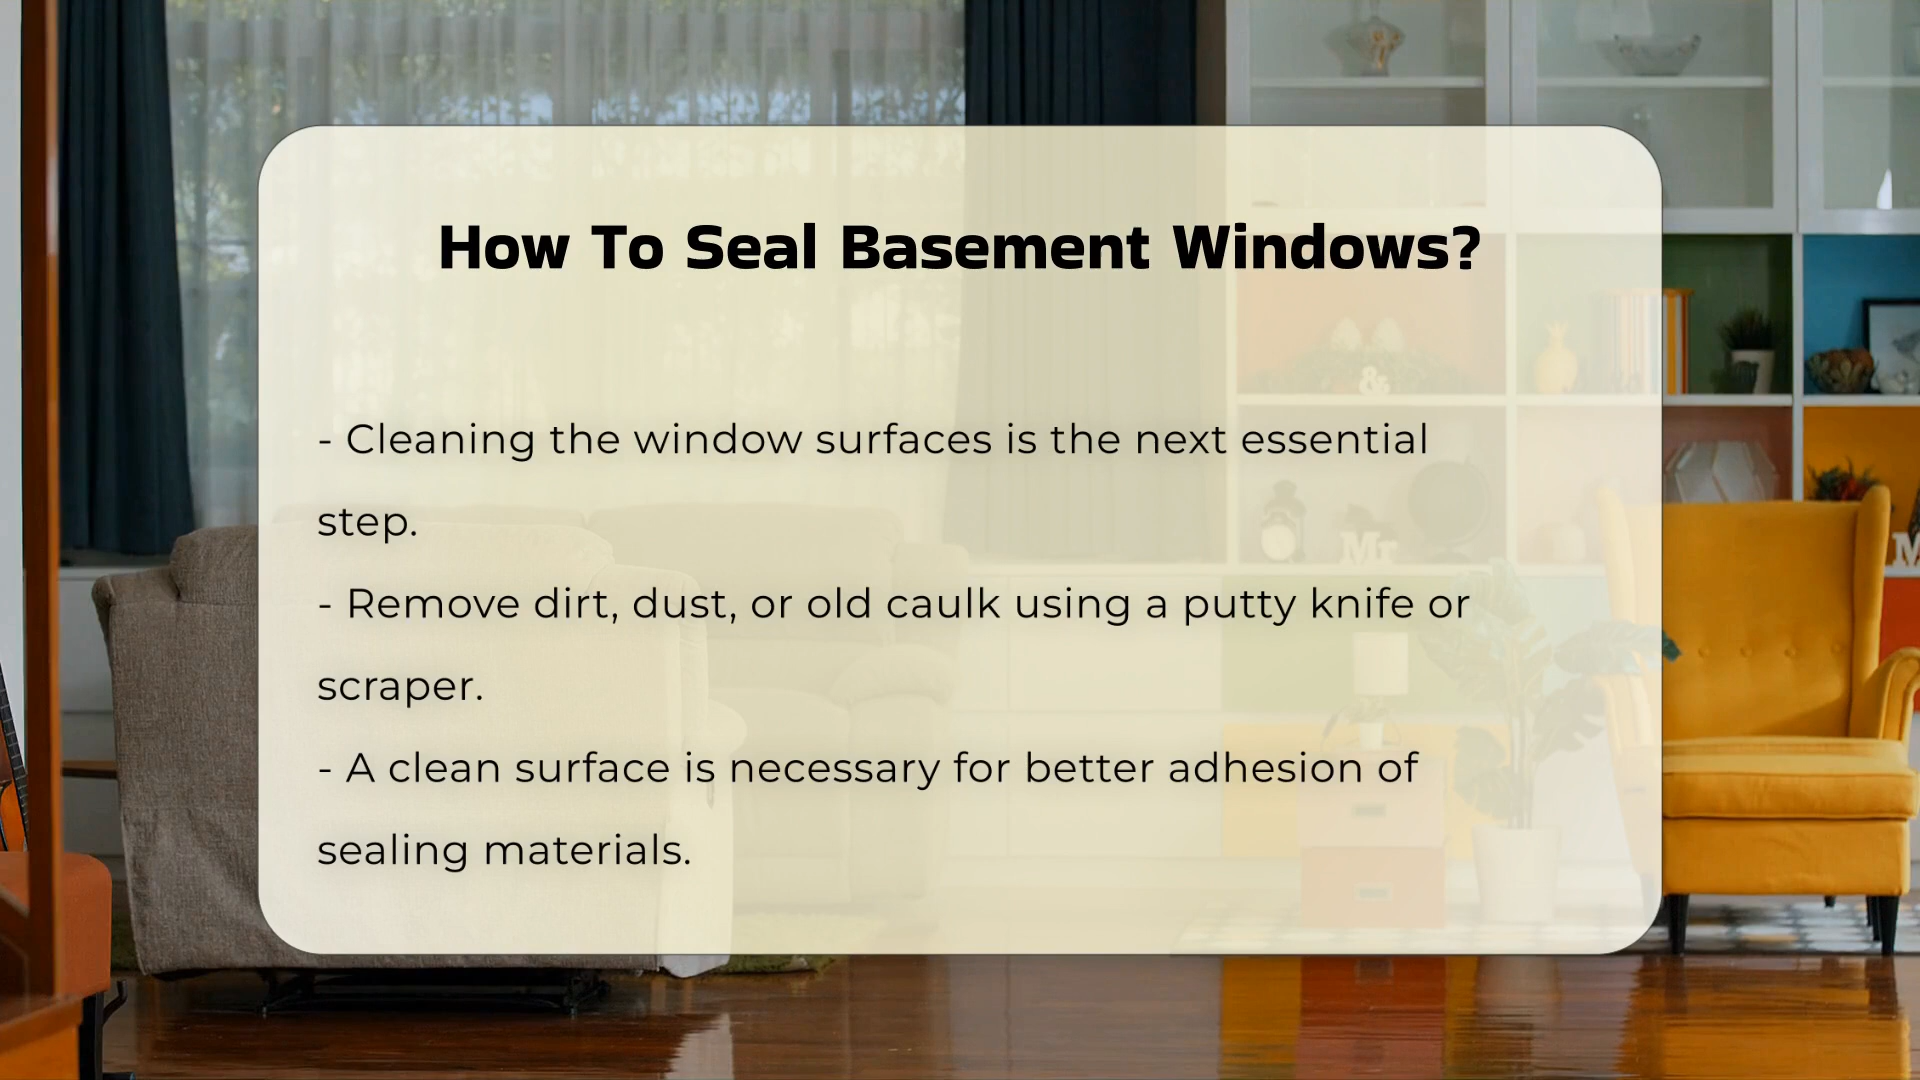 How To Seal Basement Windows?
- Cleaning the window surfaces is the next essential
step.
- Remove dirt, dust, or old caulk using a putty knife or
scraper.
- A clean surface is necessary for better adhesion of
sealing materials.
&
Mr
M